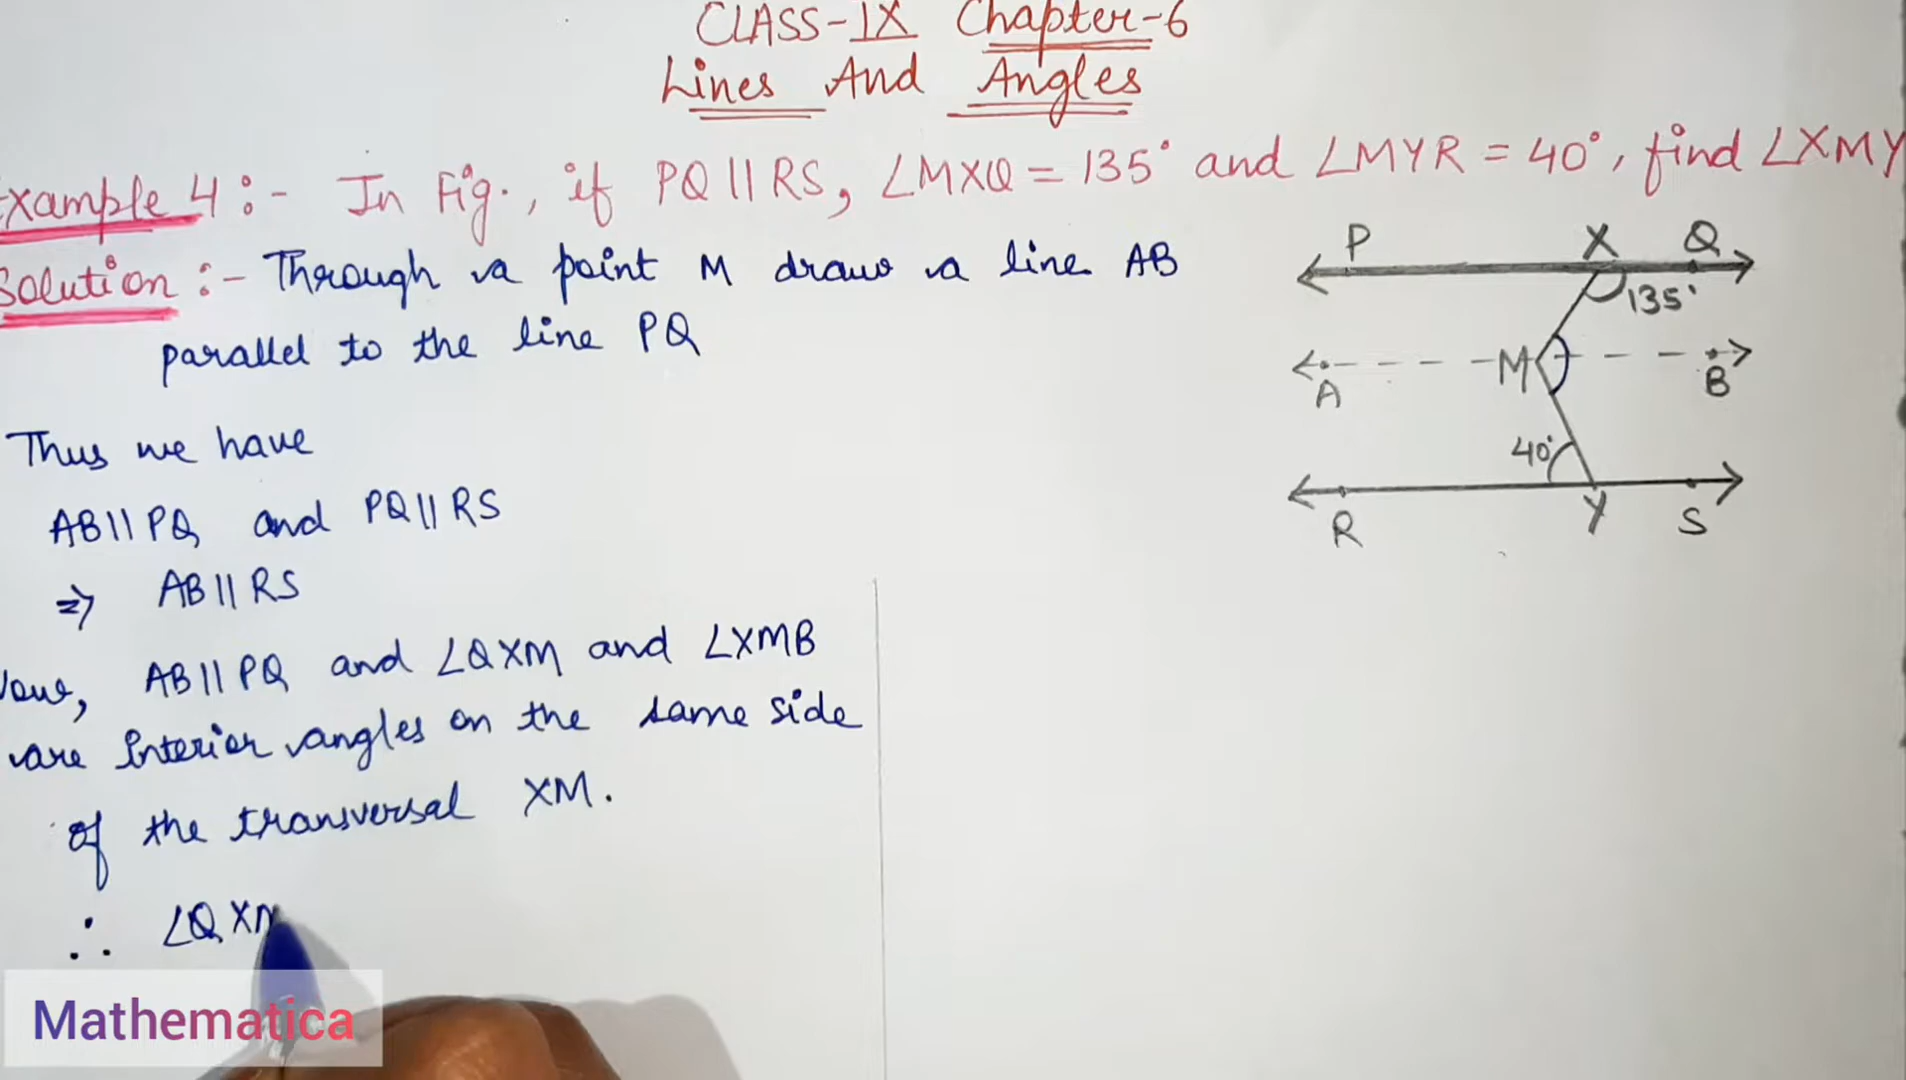 CLASS-IX Chapter-6
Lines And Angles
Example 4 :- In Fig., if PQ || RS, ∠MXQ = 135° and ∠MYR = 40°, find ∠XMY
Solution :- Through a point M draw a line AB
parallel to the line PQ
Thus we have
AB || PQ and PQ || RS
⇒ AB || RS
Now, AB || PQ and ∠QXM and ∠XMB
are Interior angles on the same side
of the transversal XM.
∴ ∠QXM
P X Q
135°
A M B
40°
R Y S
Mathematica